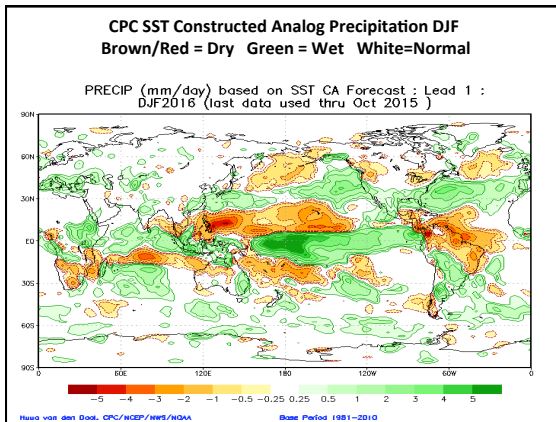 CPC SST Constructed Analog Precipitation DJF
Brown/Red = Dry Green = Wet White=Normal
PRECIP (mm/day) based on SST CA Forecast : Lead 1 :
DJF2016 (last data used thru Oct 2015 )
90N
60N
30N
EQ
30S
60S
90S
0 60E 120E 180 120W 60W 0
-5 -4 -3 -2 -1 -0.5 -0.25 0.25 0.5 1 2 3 4 5
Huug van den Dool, CPC/NCEP/NWS/NOAA Base Period 1981-2010